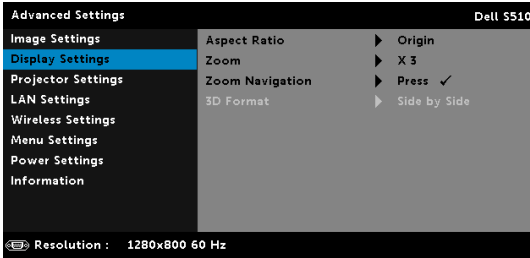 Advanced Settings Dell S510
Image Settings
Display Settings
Projector Settings
LAN Settings
Wireless Settings
Menu Settings
Power Settings
Information
Aspect Ratio Origin
Zoom X 3
Zoom Navigation Press ✓
3D Format Side by Side
Resolution : 1280x800 60 Hz